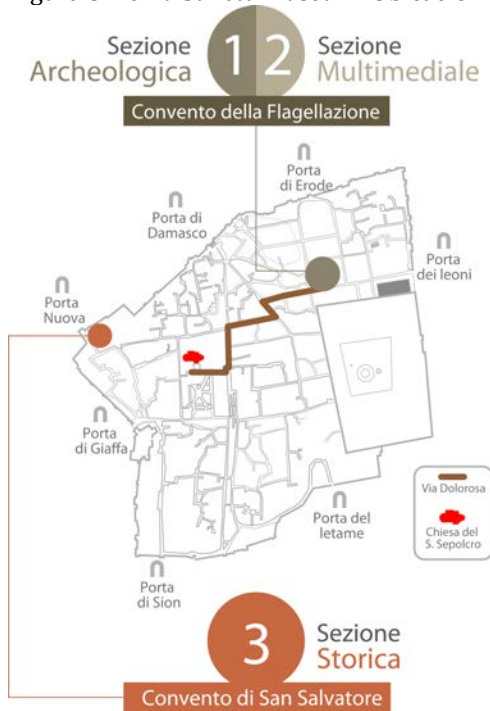 Sezione
Archeologica
1 2
Sezione
Multimediale
Convento della Flagellazione
Porta
di Erode
Porta di
Damasco
Porta
dei leoni
Porta
Nuova
Porta
di Giaffa
Via Dolorosa
Chiesa del
S. Sepolcro
Porta del
letame
Porta
di Sion
3
Sezione
Storica
Convento di San Salvatore